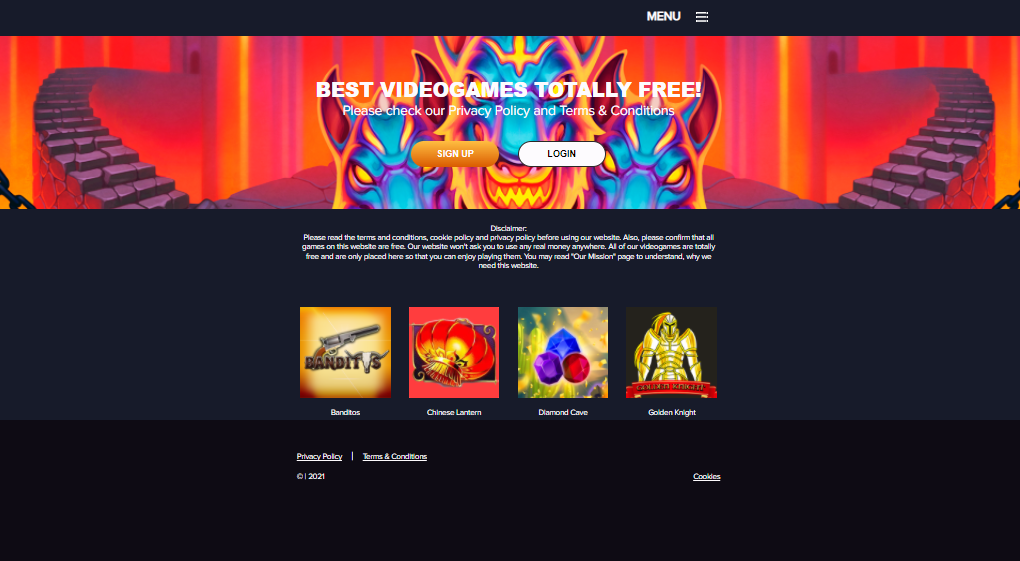 MENU
BEST VIDEOGAMES TOTALLY FREE!
Please check our Privacy Policy and Terms & Conditions
SIGN UP
LOGIN
Disclaimer:
Please read the terms and conditions, cookie policy and privacy policy before using our website. Also, please confirm that all
games on this website are free. Our website won't ask you to use any real money anywhere. All of our videogames are totally
free and are only placed here so that you can enjoy playing them. You may read "Our Mission" page to understand, why we
need this website.
BANDITOS
GOLDEN KNIGHT
Banditos
Chinese Lantern
Diamond Cave
Golden Knight
Privacy Policy | Terms & Conditions
© | 2021
Cookies